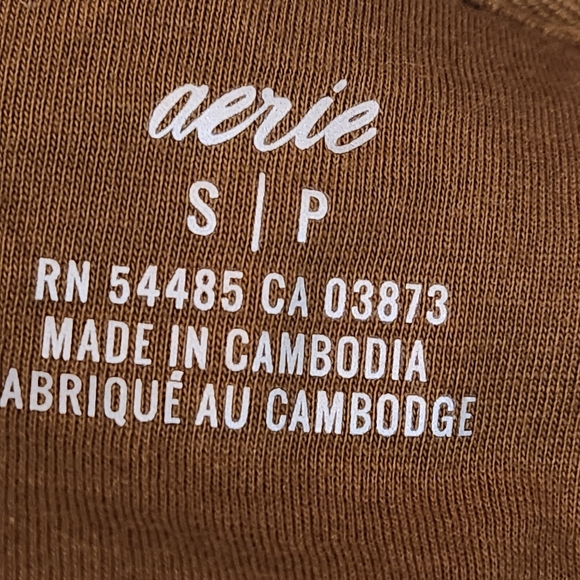 aerie
S | P
RN 54485 CA 03873
MADE IN CAMBODIA
ABRIQUÉ AU CAMBODGE